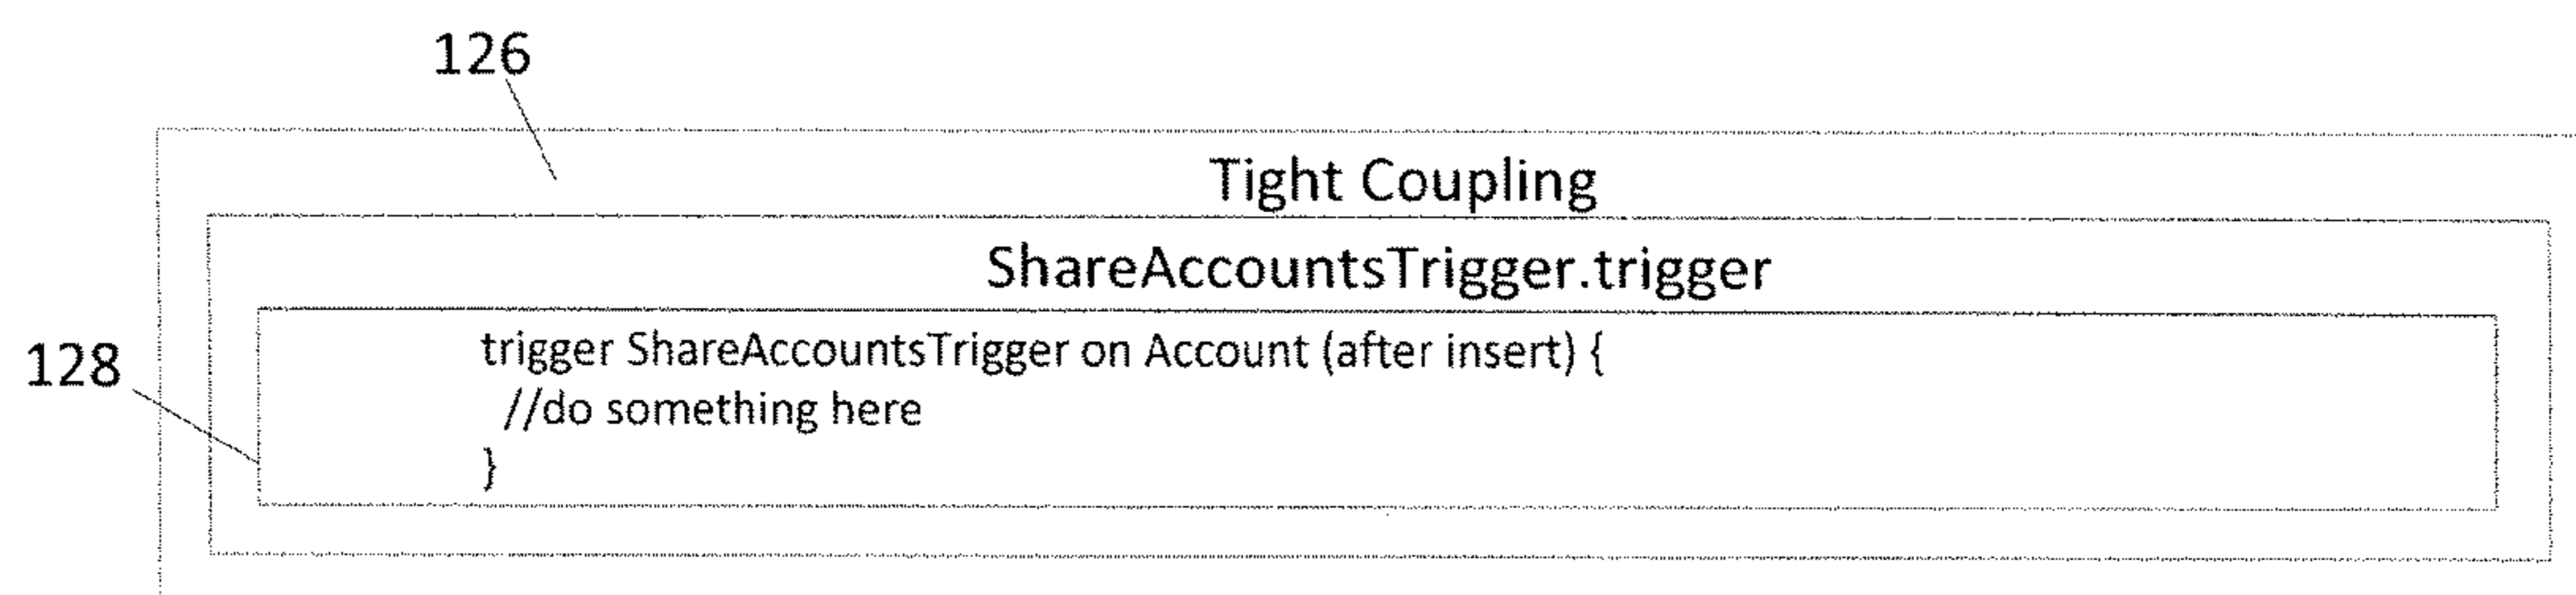 126
Tight Coupling
ShareAccountsTrigger.trigger
128
trigger ShareAccountsTrigger on Account (after insert) {
//do something here
}